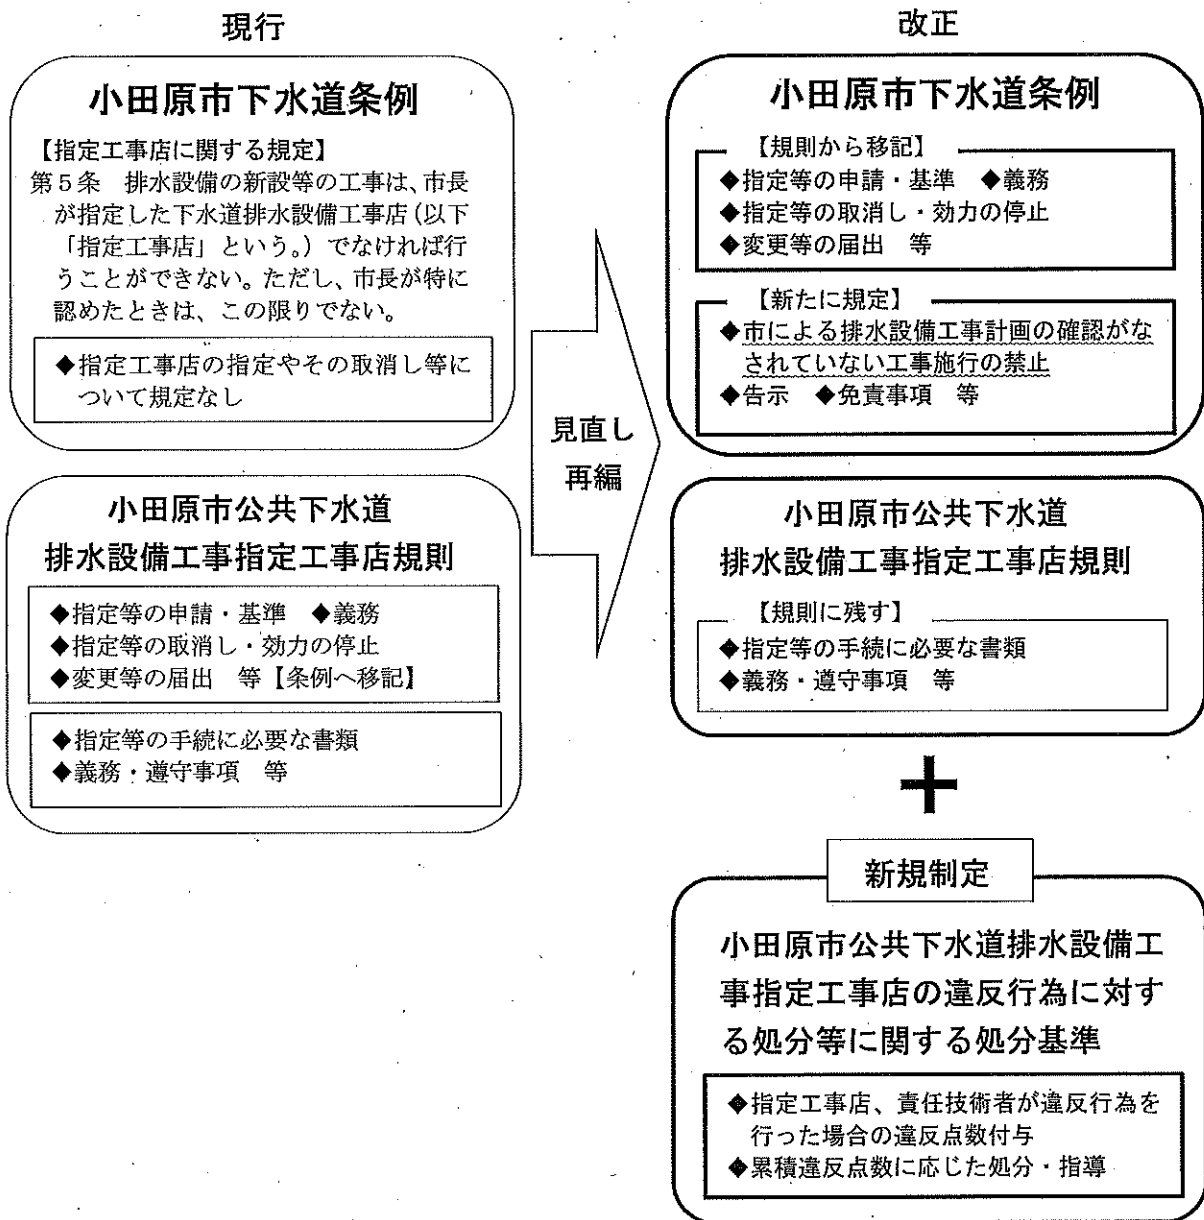 現行
小田原市下水道条例
【指定工事店に関する規定】
第５条　排水設備の新設等の工事は、市長
が指定した下水道排水設備工事店（以下
「指定工事店」という。）でなければ行
うことができない。ただし、市長が特に
認めたときは、この限りでない。
◆指定工事店の指定やその取消し等に
ついて規定なし
小田原市公共下水道
排水設備工事指定工事店規則
◆指定等の申請・基準　◆義務
◆指定等の取消し・効力の停止
◆変更等の届出　等【条例へ移記】
◆指定等の手続に必要な書類
◆義務・遵守事項　等
見直し
再編
改正
小田原市下水道条例
【規則から移記】
◆指定等の申請・基準　◆義務
◆指定等の取消し・効力の停止
◆変更等の届出　等
【新たに規定】
◆市による排水設備工事計画の確認がな
されていない工事施行の禁止
◆告示　◆免責事項　等
小田原市公共下水道
排水設備工事指定工事店規則
【規則に残す】
◆指定等の手続に必要な書類
◆義務・遵守事項　等
＋
新規制定
小田原市公共下水道排水設備工
事指定工事店の違反行為に対す
る処分等に関する処分基準
◆指定工事店、責任技術者が違反行為を
行った場合の違反点数付与
◆累積違反点数に応じた処分・指導